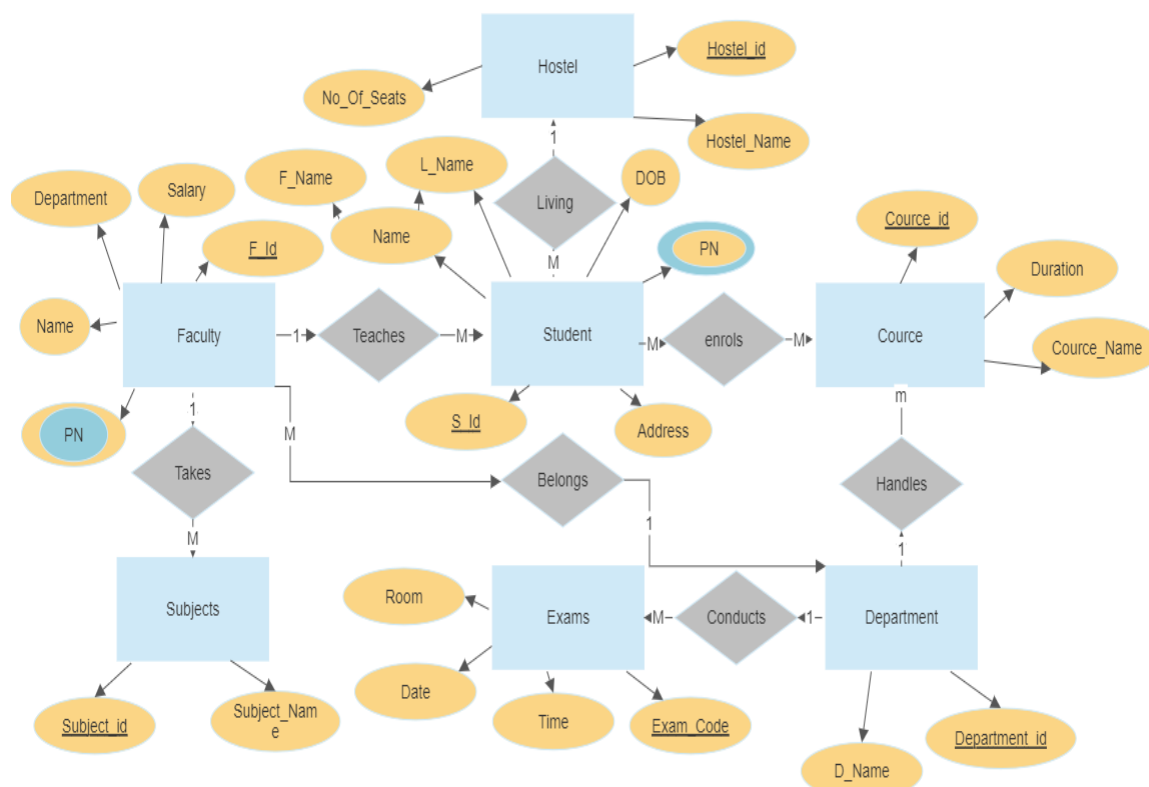 Hostel
Hostel_id
No_Of_Seats
Hostel_Name
1
L_Name
F_Name
DOB
Salary
Department
Living
Cource_id
Name
F_Id
PN
M
Duration
Name
Faculty
1
Teaches
M
Student
M
enrols
M
Cource
Cource_Name
m
1
PN
M
S_Id
Address
Takes
Belongs
Handles
M
1
1
Subjects
Room
Exams
M
Conducts
1
Department
Date
Subject_id
Subject_Nam
e
Time
Exam_Code
Department_id
D_Name